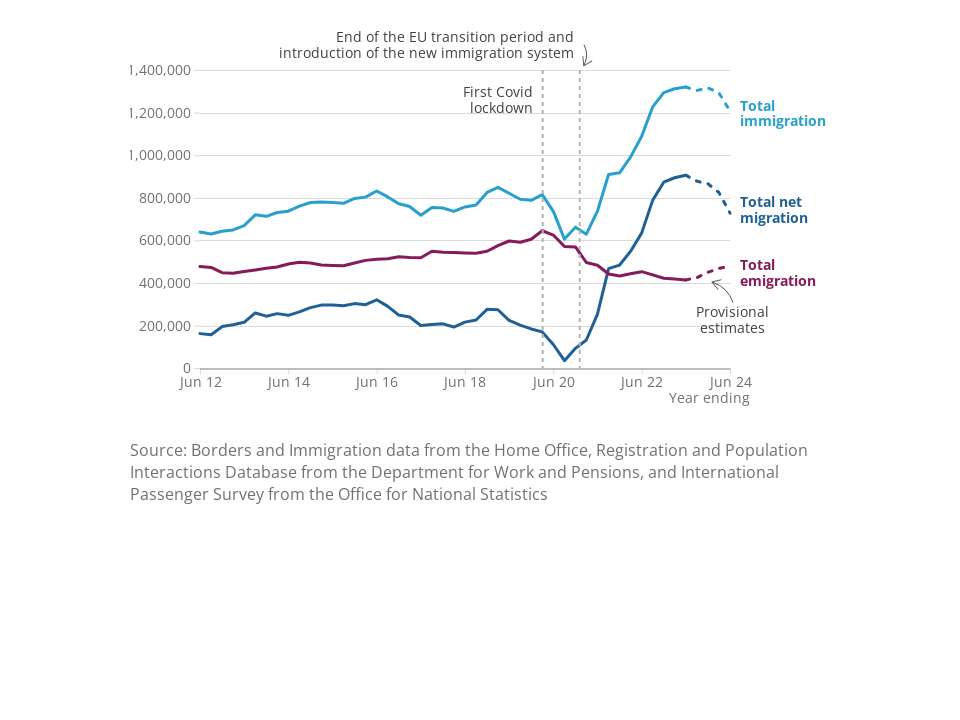 End of the EU transition period and
introduction of the new immigration system
1,400,000
First Covid
lockdown
Total
immigration
1,200,000
1,000,000
800,000
Total net
migration
600,000
Total
emigration
400,000
Provisional
estimates
200,000
0
Jun 12 Jun 14 Jun 16 Jun 18 Jun 20 Jun 22 Jun 24
Year ending
Source: Borders and Immigration data from the Home Office, Registration and Population
Interactions Database from the Department for Work and Pensions, and International
Passenger Survey from the Office for National Statistics